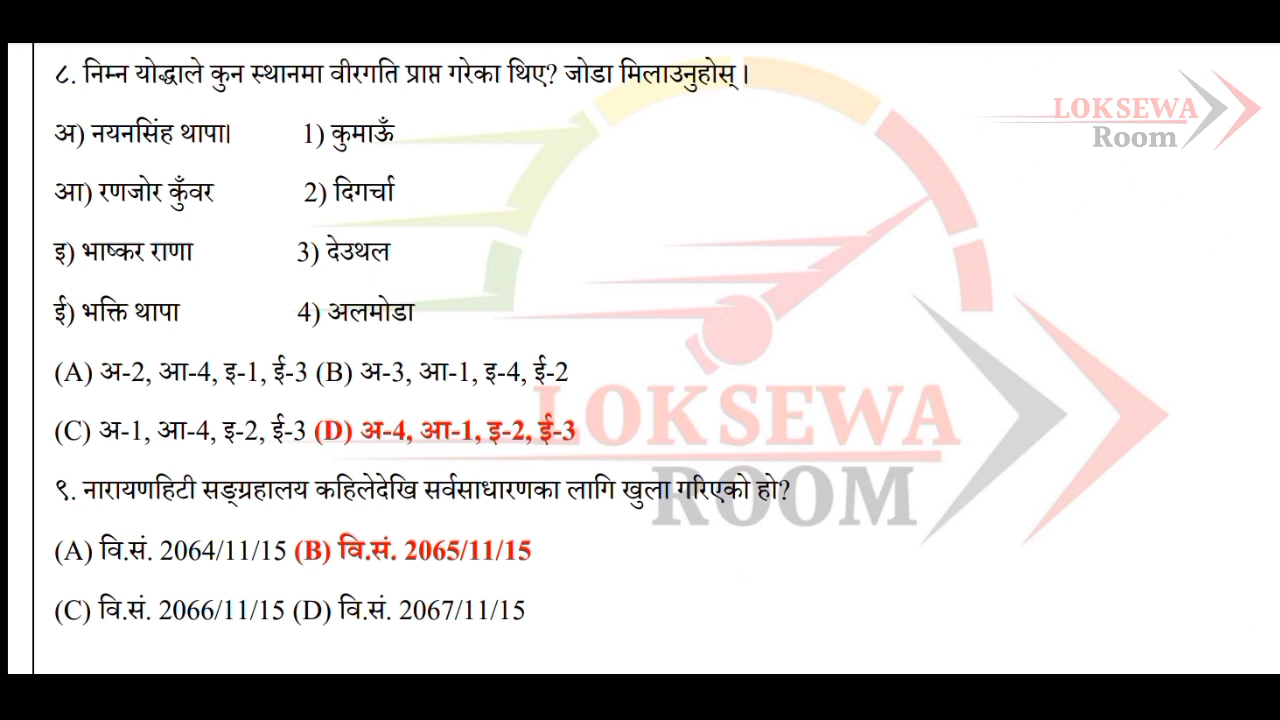 ८. निम्न योद्धाले कुन स्थानमा वीरगति प्राप्त गरेका थिए? जोडा मिलाउनुहोस् ।
LOKSEWA
Room
अ) नयनसिंह थापा। 1) कुमाऊँ
आ) रणजोर कुँवर 2) दिगर्चा
इ) भाष्कर राणा 3) देउथल
ई) भक्ति थापा 4) अलमोडा
(A) अ-2, आ-4, इ-1, ई-3 (B) अ-3, आ-1, इ-4, ई-2
(C) अ-1, आ-4, इ-2, ई-3 (D) अ-4, आ-1, इ-2, ई-3
LOKSEWA
ROOM
९. नारायणहिटी सङ्ग्रहालय कहिलेदेखि सर्वसाधारणका लागि खुला गरिएको हो?
(A) वि.सं. 2064/11/15 (B) वि.सं. 2065/11/15
(C) वि.सं. 2066/11/15 (D) वि.सं. 2067/11/15